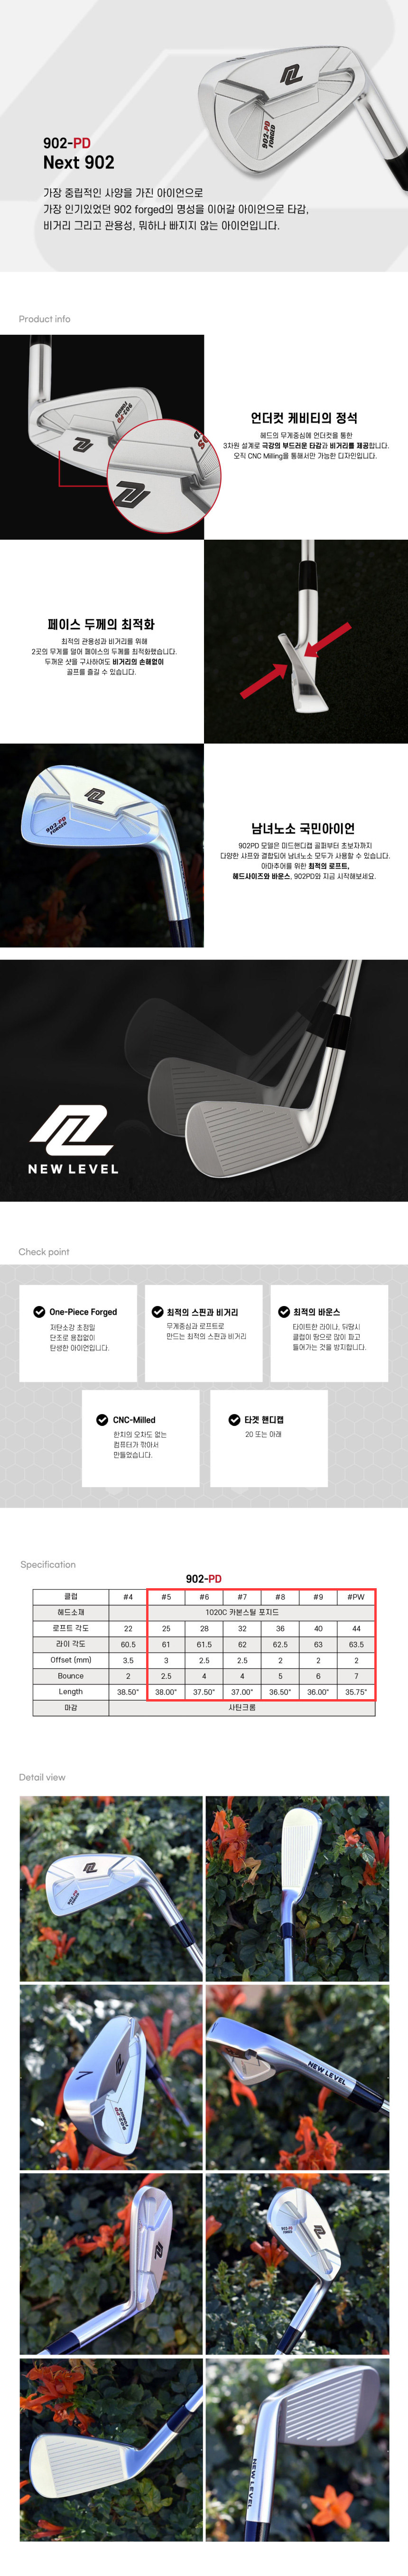 902-PD
FORGED
902-PD
Next 902
가장 중립적인 사양을 가진 아이언으로
가장 인기있었던 902 forged의 명성을 이어갈 아이언으로 타감,
비거리 그리고 관용성, 뭐하나 빠지지 않는 아이언입니다.
Product info
언더컷 케비티의 정석
헤드의 무게중심에 언더컷을 통한
3차원 설계로 극강의 부드러운 타감과 비거리를 제공합니다.
오직 CNC Milling을 통해서만 가능한 디자인입니다.
페이스 두께의 최적화
최적의 관용성과 비거리를 위해
2곳의 무게를 덜어 페이스의 두께를 최적화했습니다.
두꺼운 샷을 구사하여도 비거리의 손해없이
골프를 즐길 수 있습니다.
902-PD
FORGED
남녀노소 국민아이언
902PD 모델은 미드핸디캡 골퍼부터 초보자까지
다양한 샤프와 결합되어 남녀노소 모두가 사용할 수 있습니다.
아마추어을 위한 최적의 로프트,
헤드사이즈와 바운스, 902PD와 지금 시작해보세요.
NEW LEVEL
Check point
One-Piece Forged
저탄소강 초정밀
단조로 용접없이
탄생한 아이언입니다.
최적의 스핀과 비거리
무게중심과 로프트로
만드는 최적의 스핀과 비거리
최적의 바운스
타이트한 라이나, 뒤땅시
클럽이 땅으로 많이 파고
들어가는 것을 방지합니다.
CNC-Milled
한치의 오차도 없는
컴퓨터가 깎아서
만들었습니다.
타겟 핸디캡
20 또는 아래
Specification
902-PD
클럽 #4 #5 #6 #7 #8 #9 #PW
헤드소재 1020C 카본스틸 포지드
로프트 각도 22 25 28 32 36 40 44
라이 각도 60.5 61 61.5 62 62.5 63 63.5
Offset (mm) 3.5 3 2.5 2.5 2 2 2
Bounce 2 2.5 4 4 5 6 7
Length 38.50" 38.00" 37.50" 37.00" 36.50" 36.00" 35.75"
마감 사틴크롬
Detail view
902-PD
FORGED
7
902-PD
FORGED
NEW LEVEL
902-PD
FORGED
NEW LEVEL